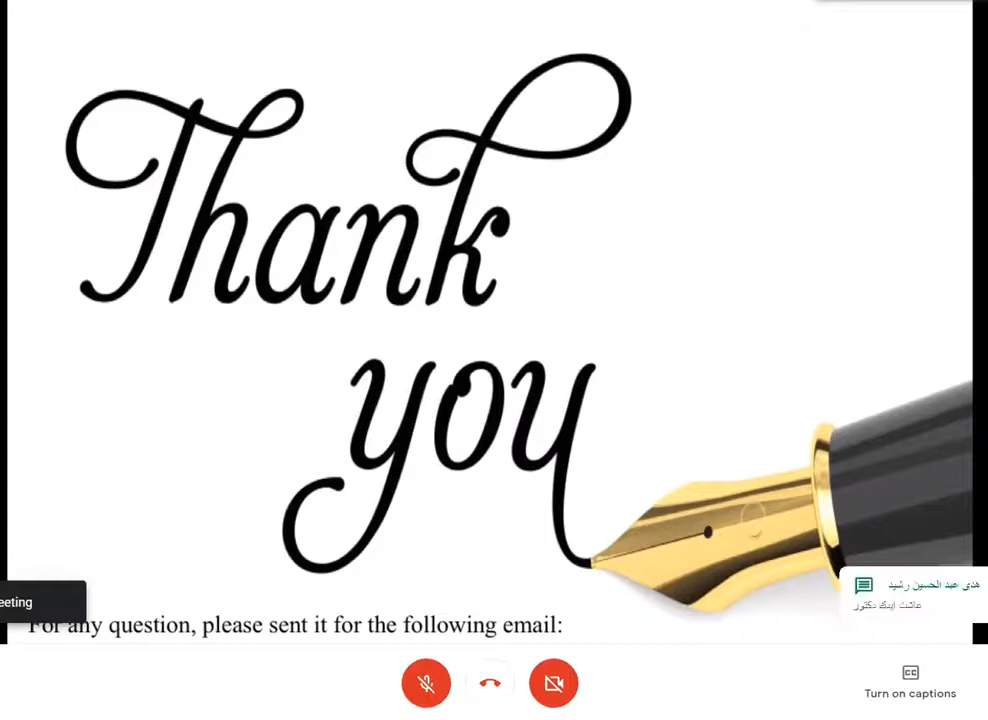 Thank
you
eeting
For any question, please sent it for the following email:
هدى عبد الحسين رشيد
عاشت ايدك دكتور
Turn on captions